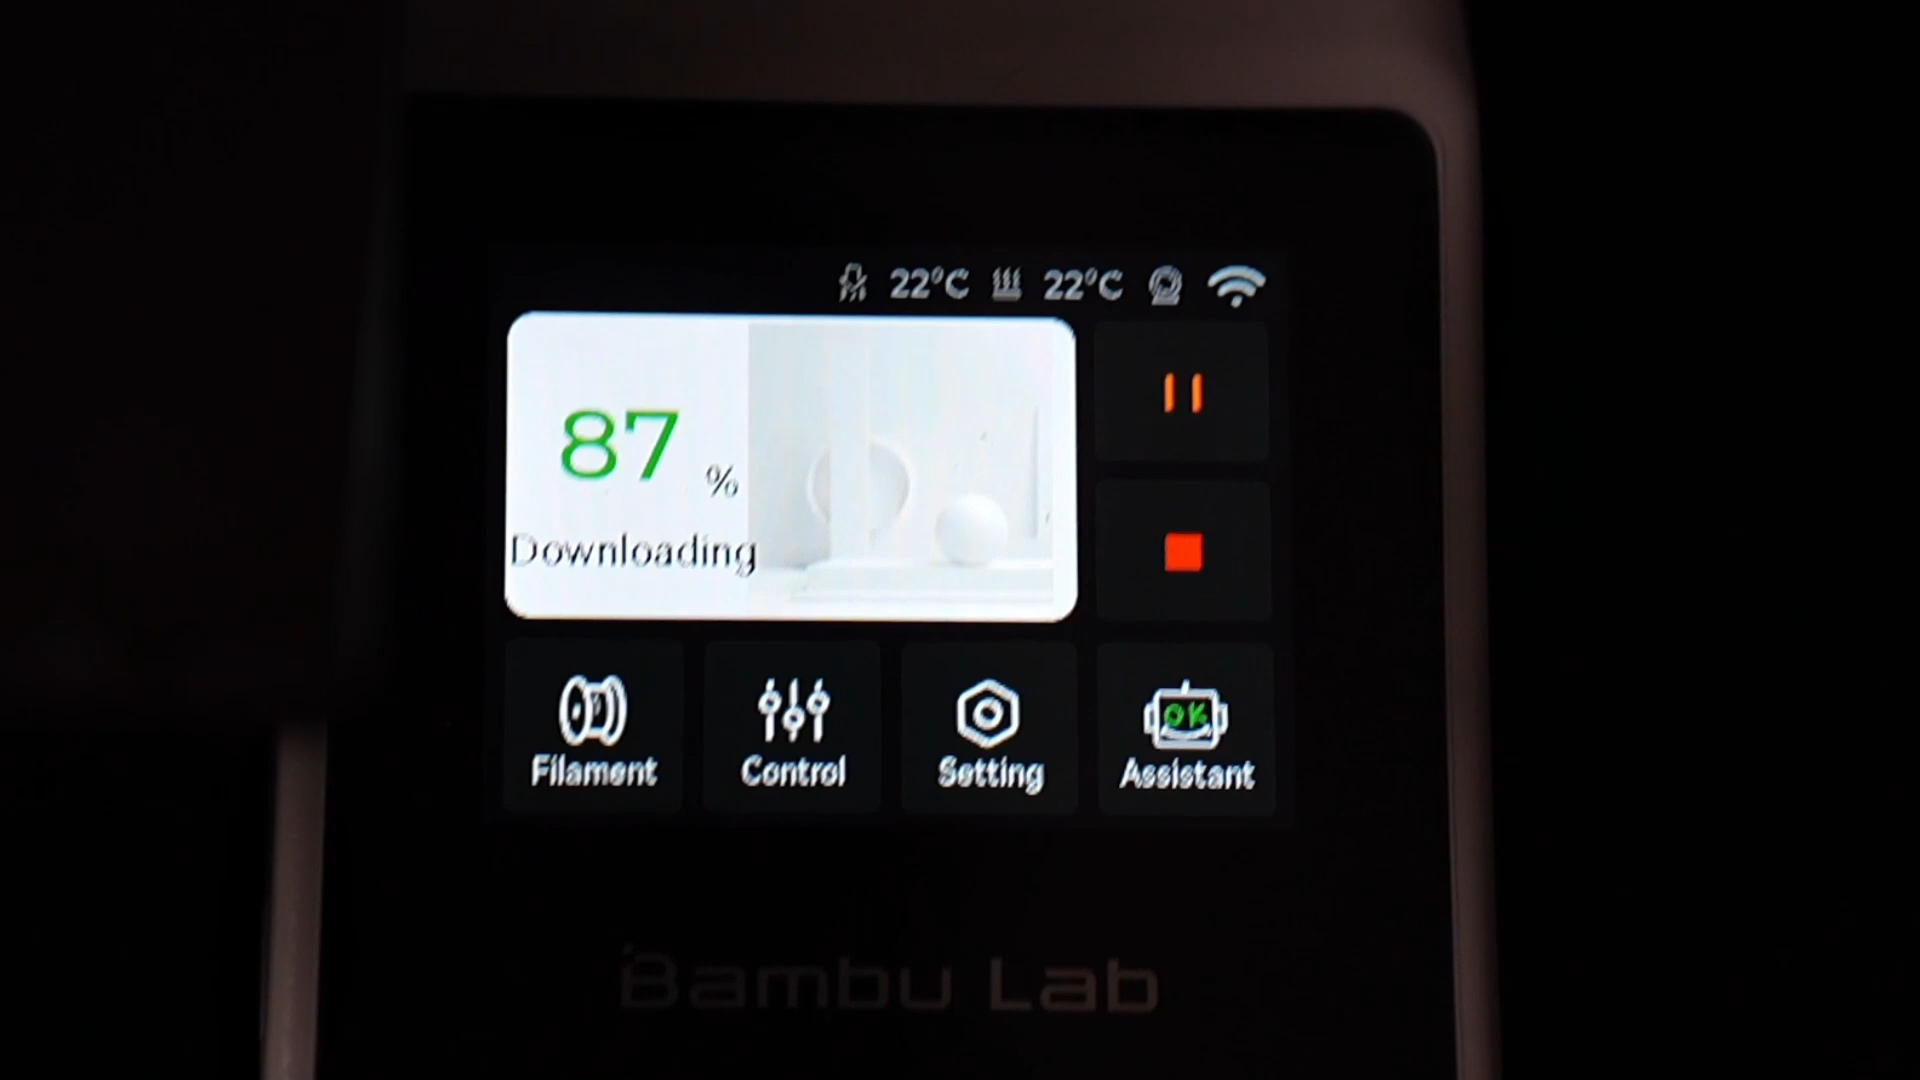 22°C 22°C
87 %
Downloading
OK
Filament Control Setting Assistant
Bambu Lab